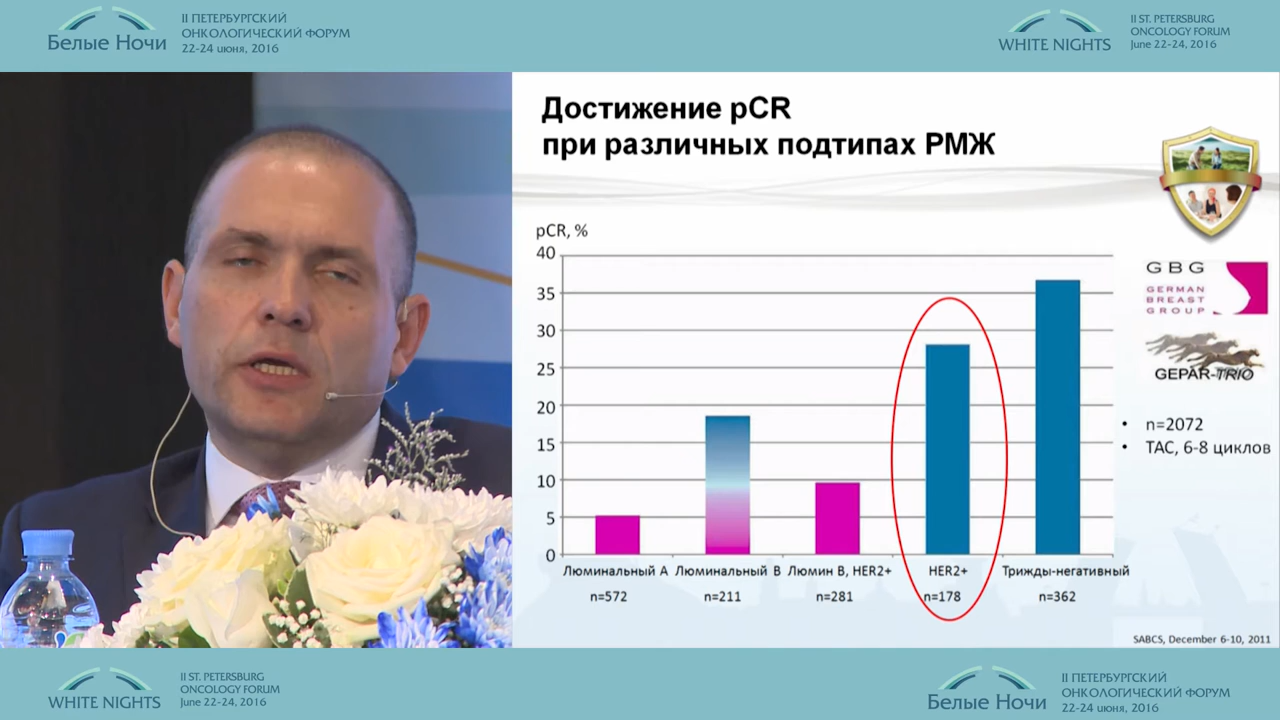 II ПЕТЕРБУРГСКИЙ
ОНКОЛОГИЧЕСКИЙ ФОРУМ
22-24 июня, 2016
Белые Ночи
II ST. PETERSBURG
ONCOLOGY FORUM
June 22-24, 2016
WHITE NIGHTS
Достижение pCR
при различных подтипах РМЖ
pCR, %
40
35
30
25
20
15
10
5
0
Люминальный А Люминальный В Люмин В, HER2+ HER2+ Трижды-негативный
n=572 n=211 n=281 n=178 n=362
GBG
GERMAN
BREAST
GROUP
GEPAR-TRIO
• n=2072
• ТАС, 6-8 циклов
SABCS, December 6-10, 2011
WHITE NIGHTS
II ST. PETERSBURG
ONCOLOGY FORUM
June 22-24, 2016
Белые Ночи
II ПЕТЕРБУРГСКИЙ
ОНКОЛОГИЧЕСКИЙ ФОРУМ
22-24 июня, 2016